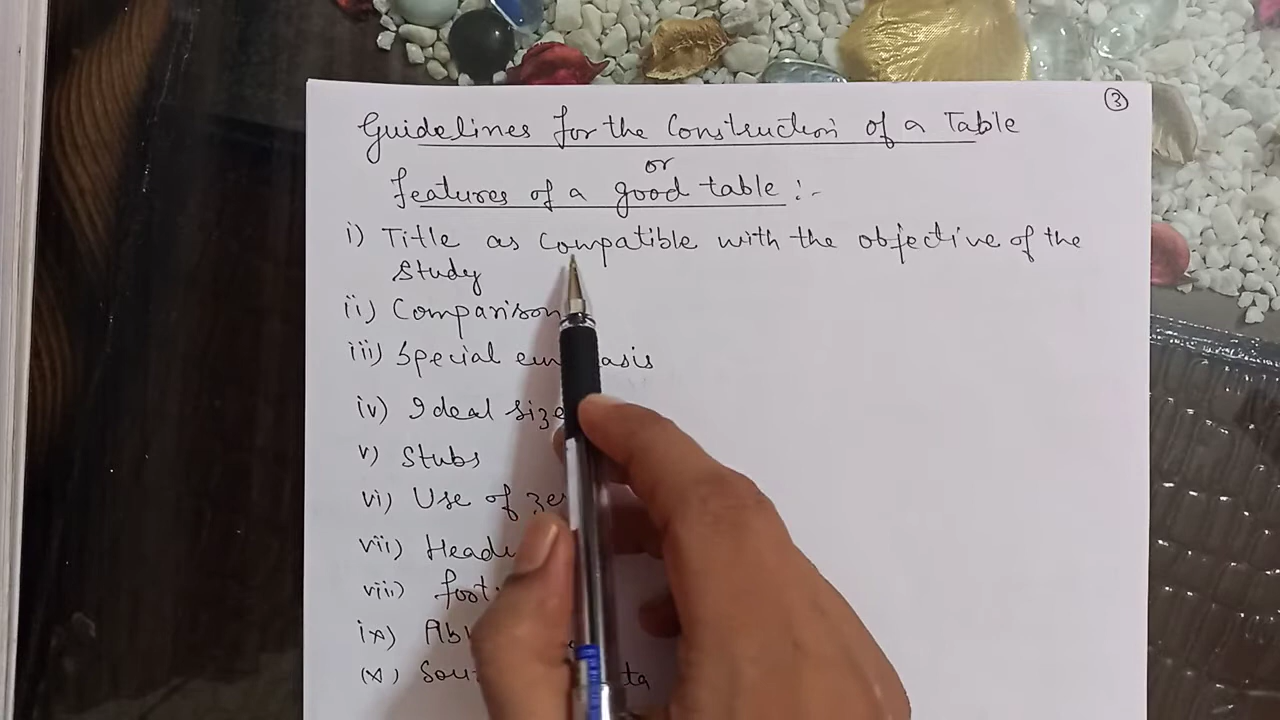 ③
Guidelines for the Construction of a Table
or
features of a good table :-
i) Title as compatible with the objective of the
study
ii) Comparison
iii) Special
iv) Ideal size
v) Stubs
vi) Use of
vii)
viii)
ix)
(x)